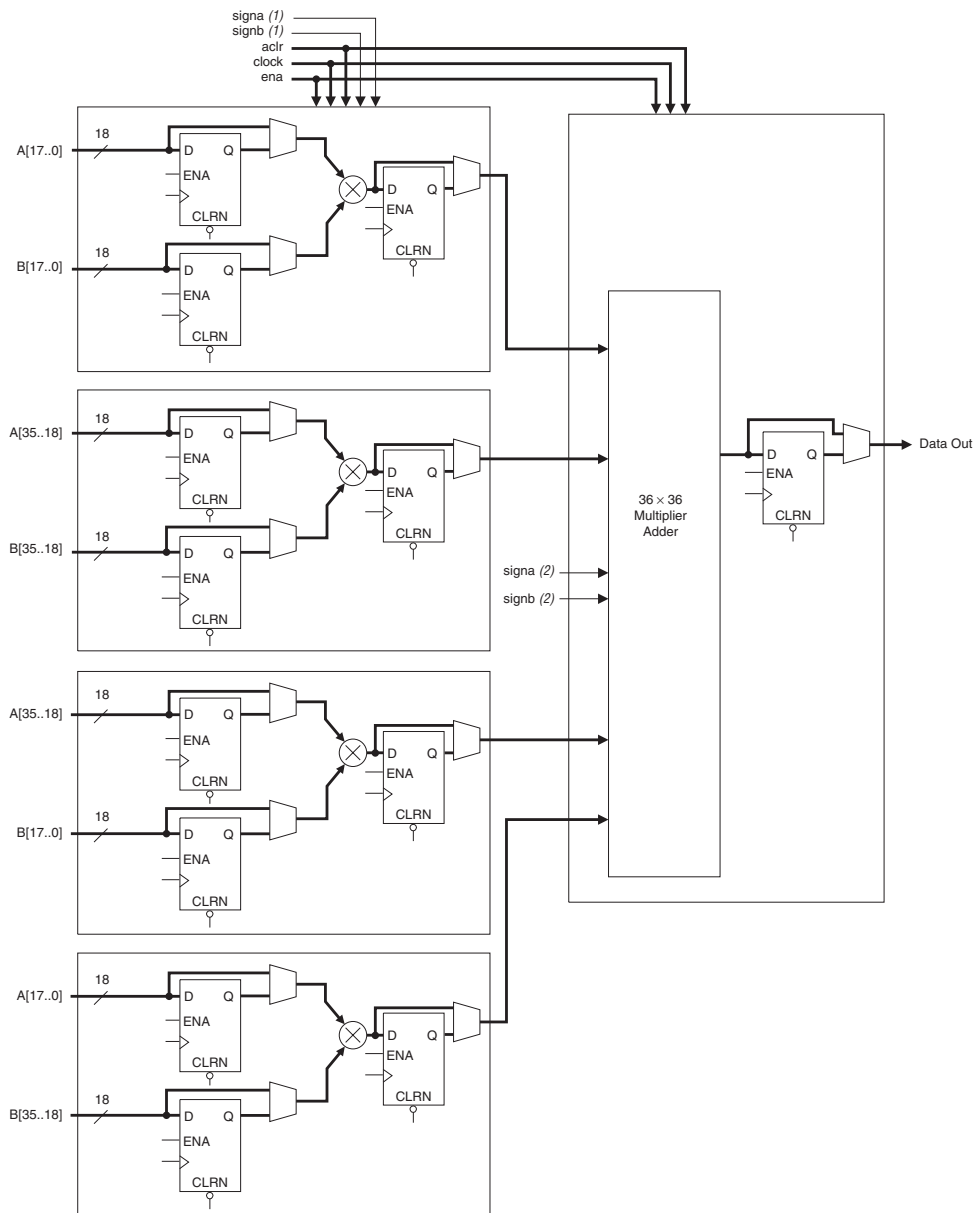 signa (1)
signb (1)
aclr
clock
ena
18
A[17..0]
D Q
ENA
CLRN
D Q
ENA
CLRN
18
B[17..0]
D Q
ENA
CLRN
18
A[35..18]
D Q
ENA
CLRN
D Q
ENA
CLRN
18
B[35..18]
D Q
ENA
CLRN
36 × 36
Multiplier
Adder
D Q
ENA
CLRN
Data Out
signa (2)
signb (2)
18
A[35..18]
D Q
ENA
CLRN
D Q
ENA
CLRN
18
B[17..0]
D Q
ENA
CLRN
18
A[17..0]
D Q
ENA
CLRN
D Q
ENA
CLRN
18
B[35..18]
D Q
ENA
CLRN